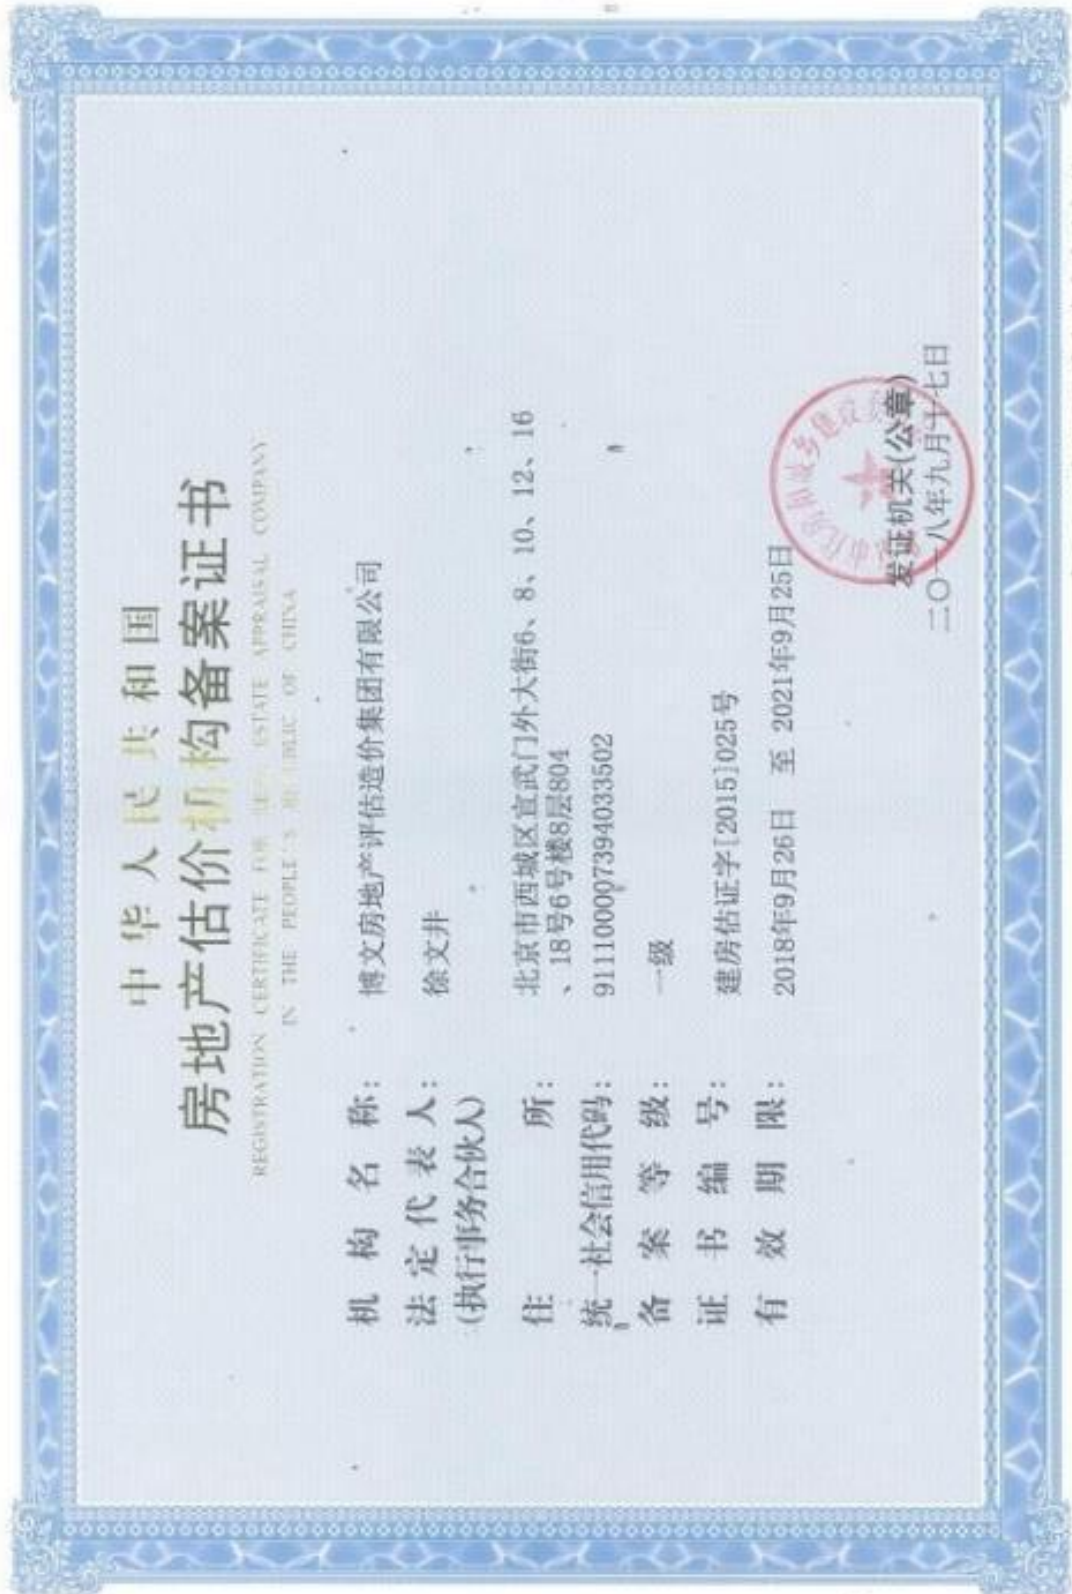 中华人民共和国
房地产估价机构备案证书
REGISTRATION CERTIFICATE FOR REAL ESTATE APPRAISAL COMPANY
IN THE PEOPLE'S REPUBLIC OF CHINA
机构名称：博文房地产评估造价集团有限公司
法定代表人：徐文井
(执行事务合伙人)
住所：北京市西城区宣武门外大街6、8、10、12、16
、18号6号楼8层804
统一社会信用代码：911100007394033502
备案等级：一级
证书编号：建房估证字[2015]025号
有效期限：2018年9月26日 至 2021年9月25日
发证机关(公章)
二〇一八年九月十七日